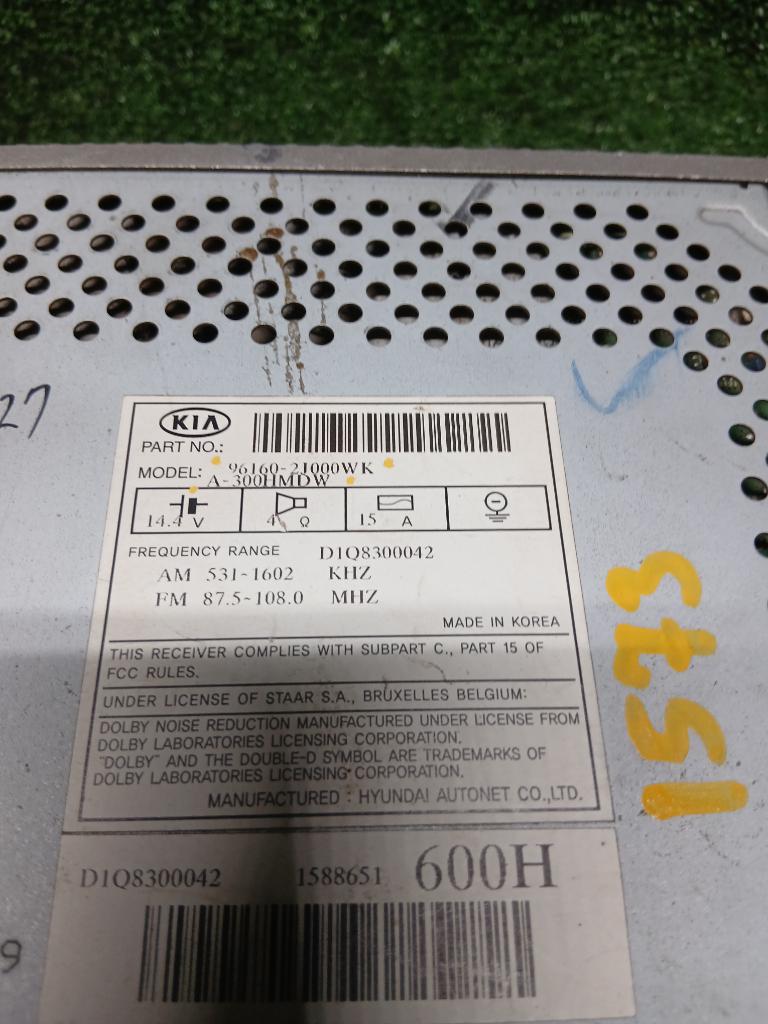 27
KIA
PART NO.:
96160-2J000WK
MODEL: A-300HMDW
14.4 V 4 Ω 15 A
FREQUENCY RANGE D1Q8300042
AM 531~1602 KHZ
FM 87.5~108.0 MHZ
MADE IN KOREA
THIS RECEIVER COMPLIES WITH SUBPART C., PART 15 OF
FCC RULES.
UNDER LICENSE OF STAAR S.A., BRUXELLES BELGIUM:
DOLBY NOISE REDUCTION MANUFACTURED UNDER LICENSE FROM
DOLBY LABORATORIES LICENSING CORPORATION.
"DOLBY" AND THE DOUBLE-D SYMBOL ARE TRADEMARKS OF
DOLBY LABORATORIES LICENSING CORPORATION.
MANUFACTURED : HYUNDAI AUTONET CO.,LTD.
D1Q8300042 1588651 600H
9
1573